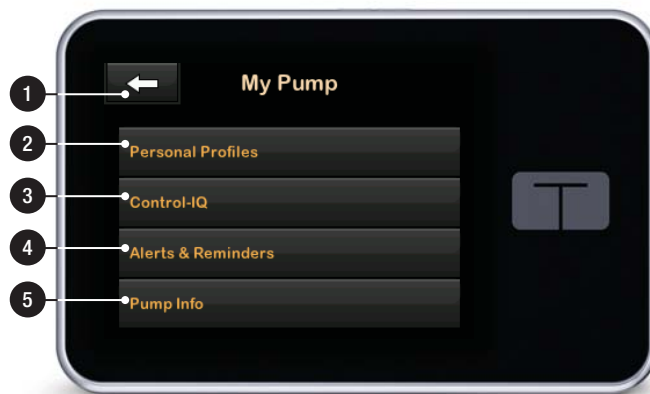 1
My Pump
2
Personal Profiles
3
Control-IQ
4
Alerts & Reminders
5
Pump Info